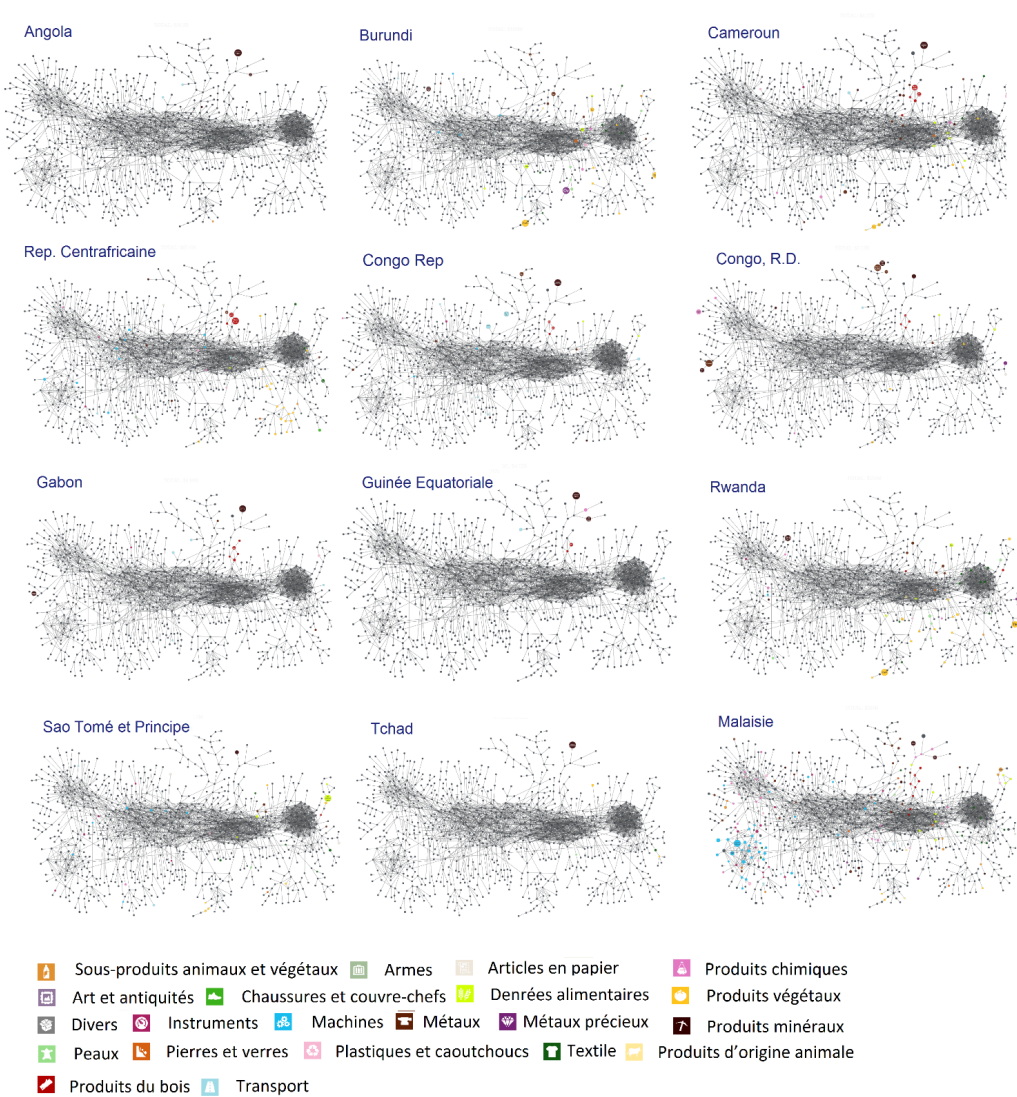 Angola
Burundi
Cameroun
Rep. Centrafricaine
Congo Rep
Congo, R.D.
Gabon
Guinée Equatoriale
Rwanda
Sao Tomé et Principe
Tchad
Malaisie
Sous-produits animaux et végétaux Armes Articles en papier Produits chimiques
Art et antiquités Chaussures et couvre-chefs Denrées alimentaires Produits végétaux
Divers Instruments Machines Métaux Métaux précieux Produits minéraux
Peaux Pierres et verres Plastiques et caoutchoucs Textile Produits d'origine animale
Produits du bois Transport